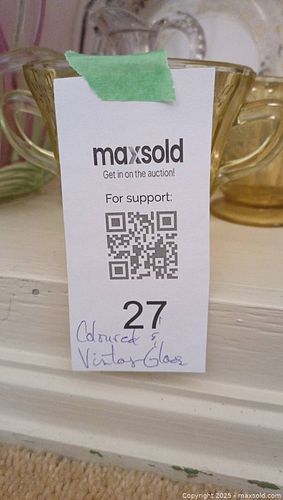 maxsold
Get in on the auction!
For support:
27
Coloured &
Vintage Glass
Copyright 2025 - maxsold.com